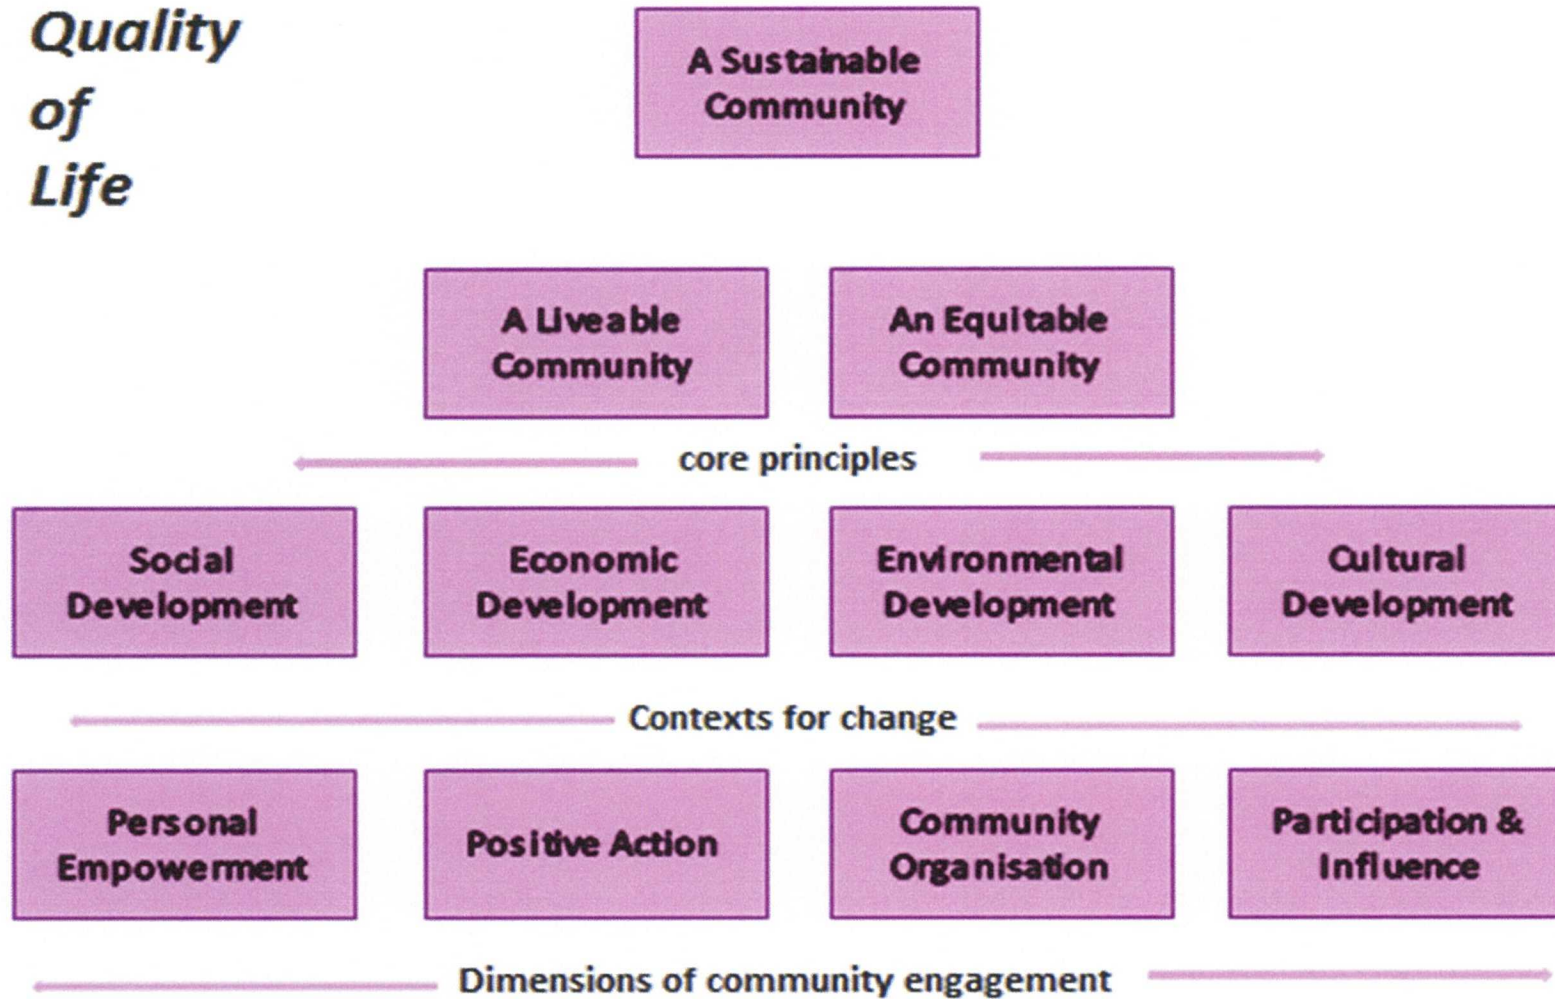 Quality
of
Life
A Sustainable
Community
A Liveable
Community
An Equitable
Community
core principles
Social
Development
Economic
Development
Environmental
Development
Cultural
Development
Contexts for change
Personal
Empowerment
Positive Action
Community
Organisation
Participation &
Influence
Dimensions of community engagement